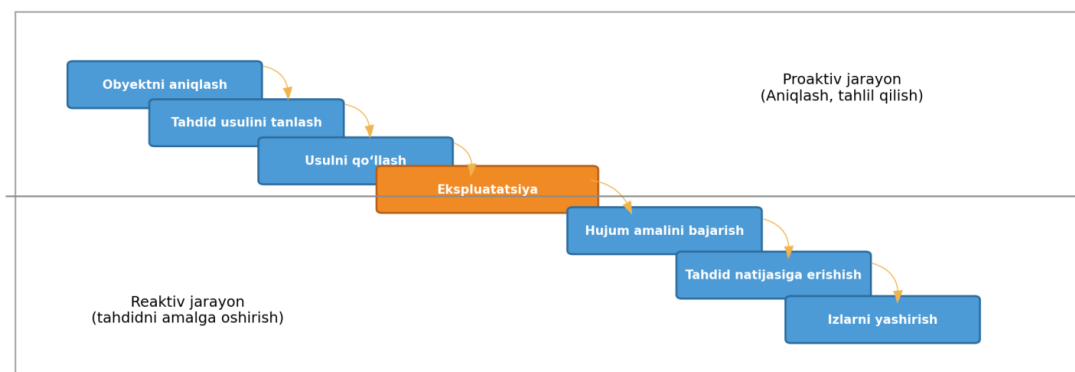 Obyektni aniqlash
Tahdid usulini tanlash
Usulni qo‘llash
Ekspluatatsiya
Hujum amalini bajarish
Tahdid natijasiga erishish
Izlarni yashirish
Proaktiv jarayon
(Aniqlash, tahlil qilish)
Reaktiv jarayon
(tahdidni amalga oshirish)